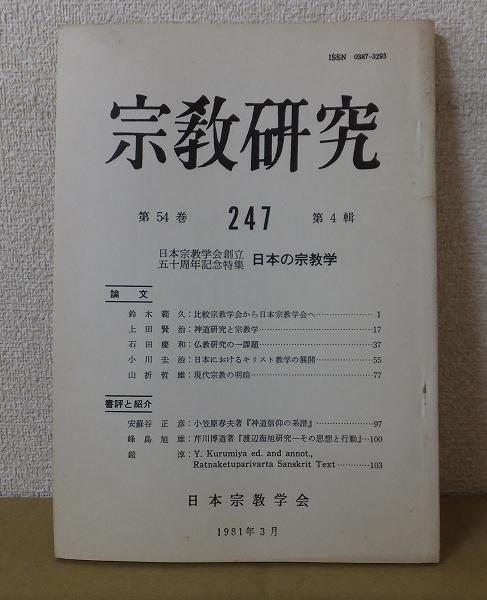 ISSN 0387-3293
宗教研究
第54巻 247 第4輯
日本宗教学会創立
五十周年記念特集 日本の宗教学
論文
鈴木範久：比較宗教学会から日本宗教学会へ…………………1
上田賢治：神道研究と宗教学…………………17
石田慶和：仏教研究の一課題…………………37
小川圭治：日本におけるキリスト教学の展開…………………55
山折哲雄：現代宗教の明暗…………………77
書評と紹介
安蘇谷正彦：小笠原春夫著『神道信仰の系譜』…………………97
峰島旭雄：芹川博通著『渡辺海旭研究―その思想と行動』…100
鎧淳：Y. Kurumiya ed. and annot.,
Ratnaketuparivarta Sanskrit Text…………103
日本宗教学会
1981年3月